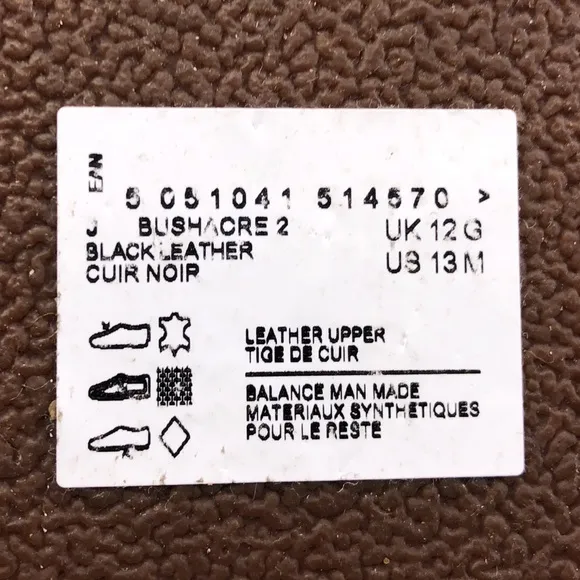 EAN
5 051041 514570 >
J BUSHACRE 2 UK 12 G
BLACK LEATHER US 13 M
CUIR NOIR
LEATHER UPPER
TIGE DE CUIR
BALANCE MAN MADE
MATERIAUX SYNTHETIQUES
POUR LE RESTE